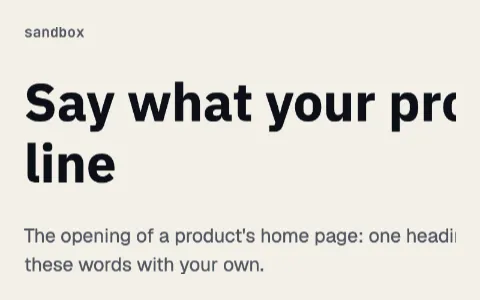 sandbox
Say what your pro
line
The opening of a product's home page: one headi
these words with your own.